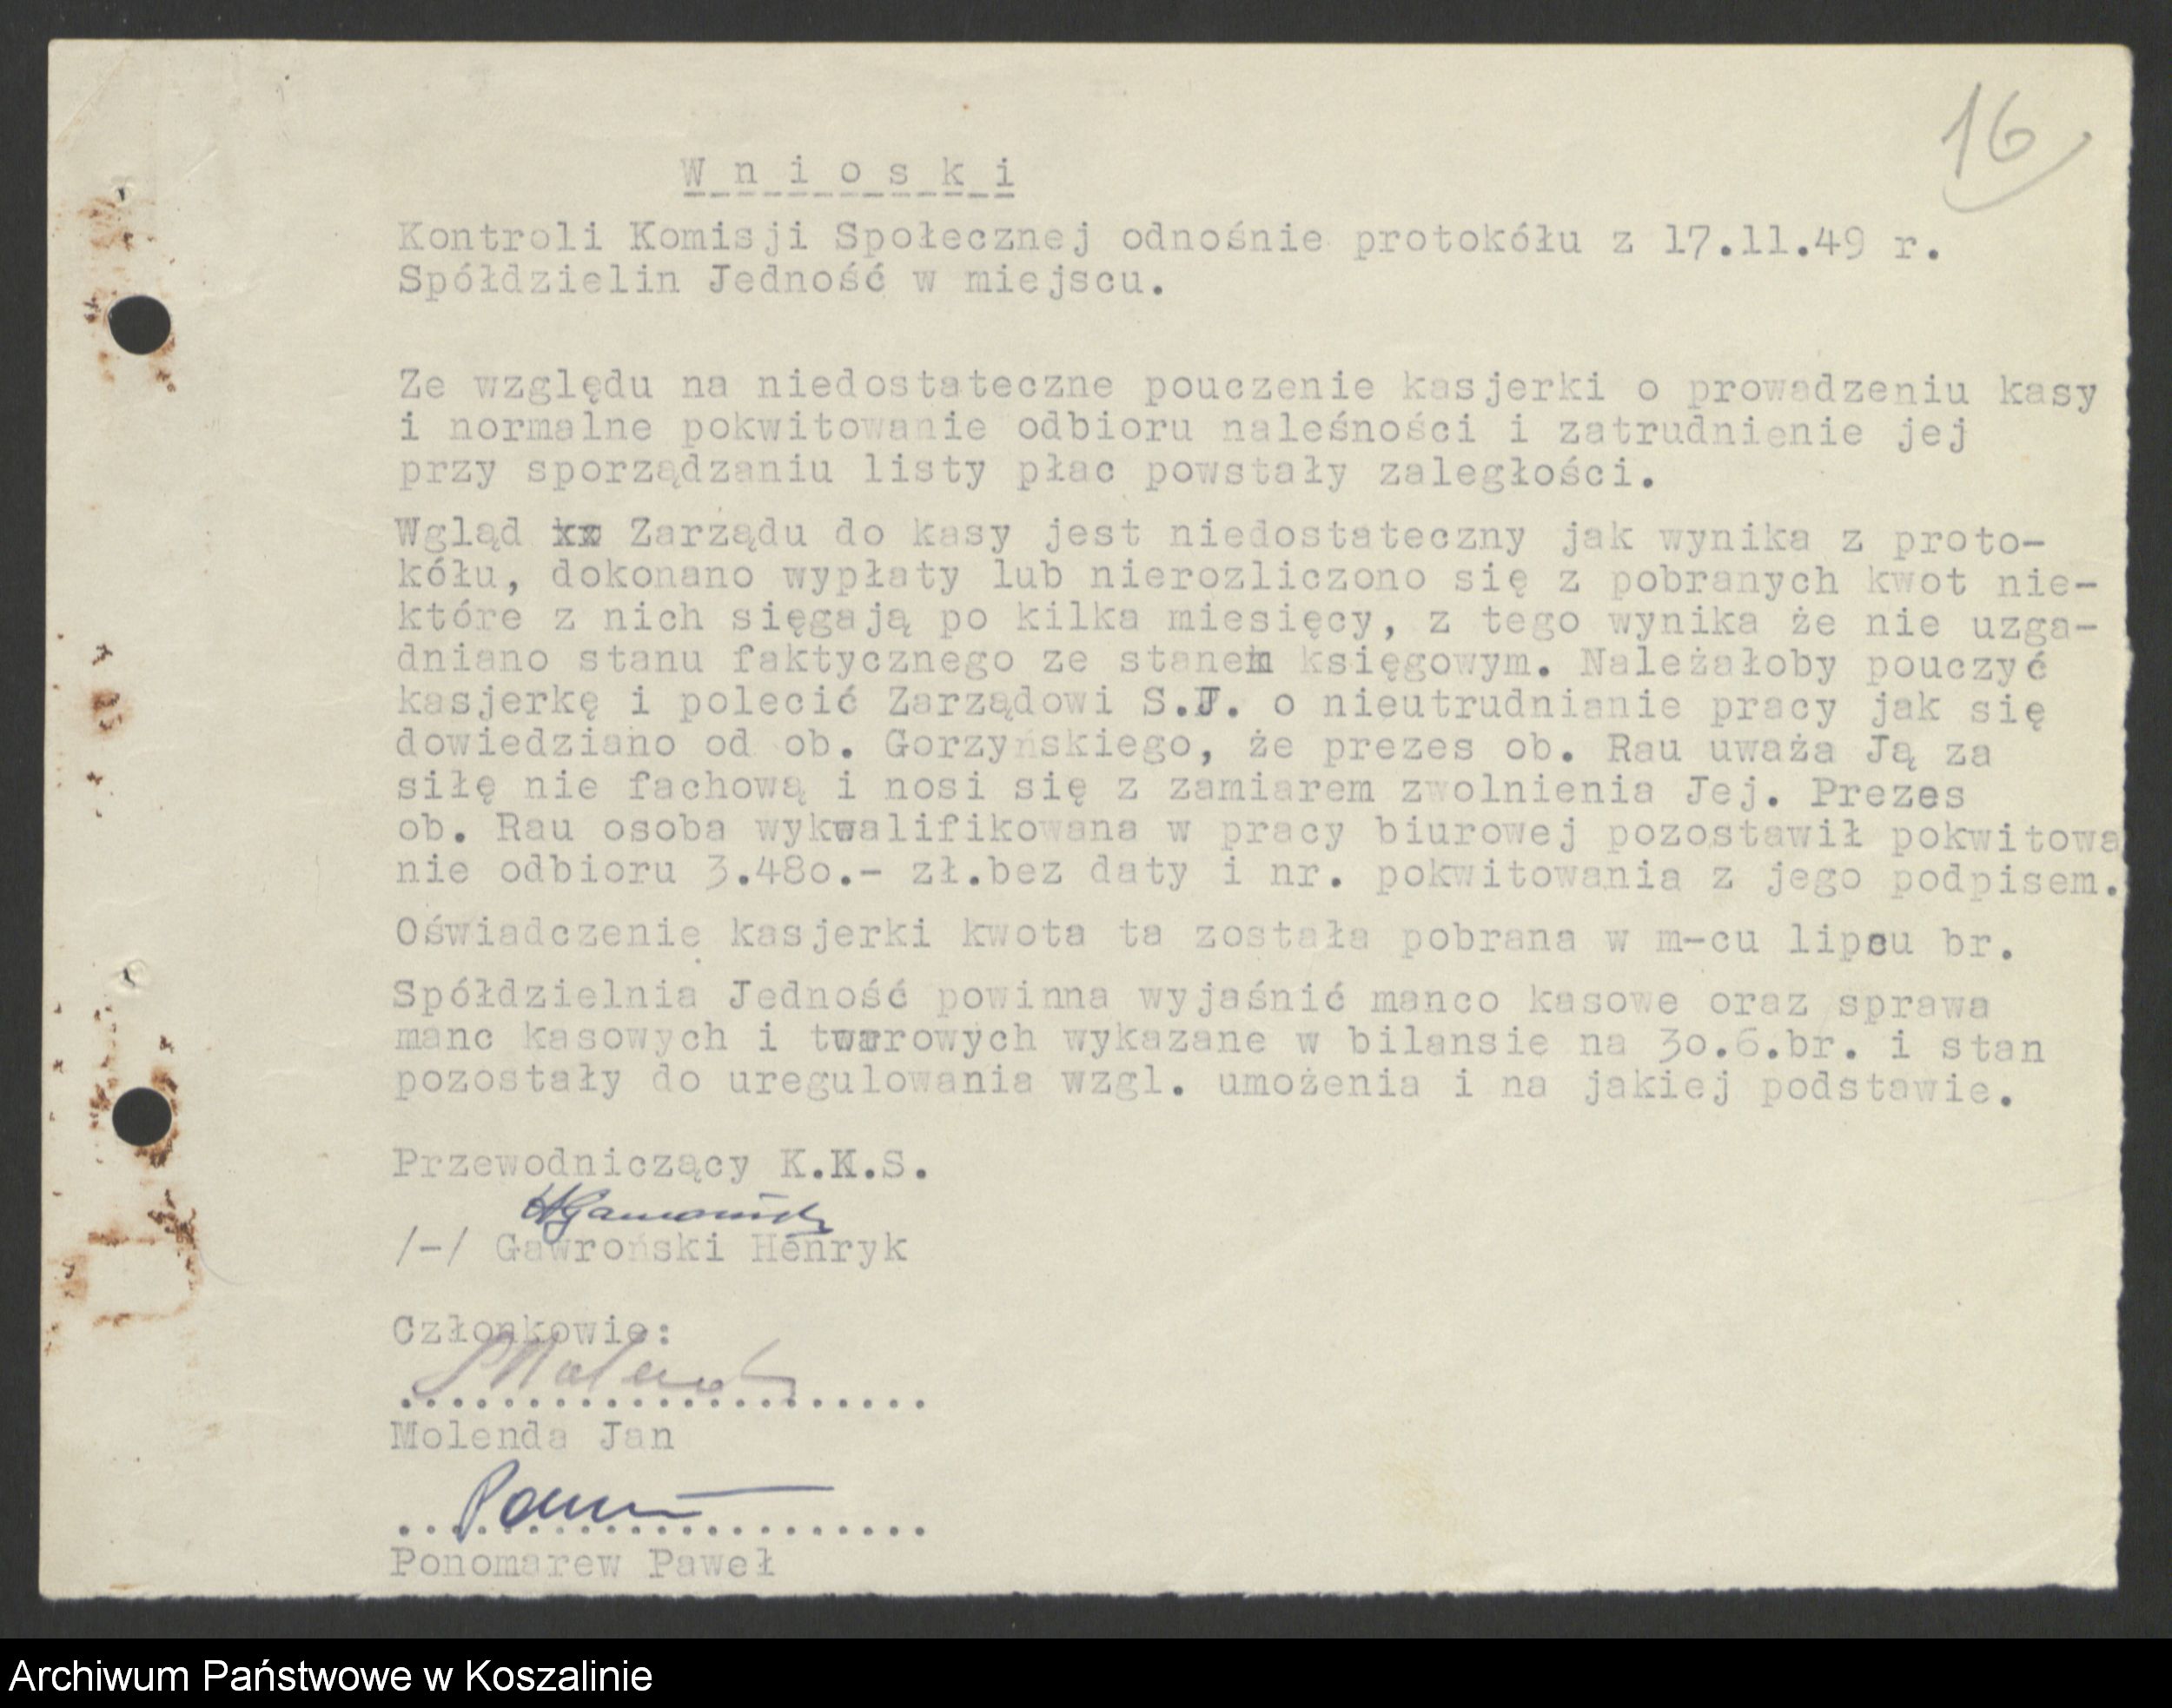 16
W n i o s k i
Kontroli Komisji Społecznej odnośnie protokółu z 17.11.49 r.
Spółdzielin Jedność w miejscu.
Ze względu na niedostateczne pouczenie kasjerki o prowadzeniu kasy
i normalne pokwitowanie odbioru naleśności i zatrudnienie jej
przy sporządzaniu listy płac powstały zaległości.
Wgląd xx Zarządu do kasy jest niedostateczny jak wynika z proto-
kółu, dokonano wypłaty lub nierozliczono się z pobranych kwot nie-
które z nich sięgają po kilka miesięcy, z tego wynika że nie uzga-
dniano stanu faktycznego ze stanem księgowym. Należałoby pouczyć
kasjerkę i polecić Zarządowi S.J. o nieutrudnianie pracy jak się
dowiedziano od ob. Gorzyńskiego, że prezes ob. Rau uważa Ją za
siłę nie fachową i nosi się z zamiarem zwolnienia Jej. Prezes
ob. Rau osoba wykwalifikowana w pracy biurowej pozostawił pokwitowa
nie odbioru 3.480.- zł.bez daty i nr. pokwitowania z jego podpisem.
Oświadczenie kasjerki kwota ta została pobrana w m-cu lipcu br.
Spółdzielnia Jedność powinna wyjaśnić manco kasowe oraz sprawa
manc kasowych i twarowych wykazane w bilansie na 30.6.br. i stan
pozostały do uregulowania wzgl. umożenia i na jakiej podstawie.
Przewodniczący K.K.S.
/-/ Gawroński Henryk
Członkowie:
......................
Molenda Jan
......................
Ponomarew Paweł
Archiwum Państwowe w Koszalinie